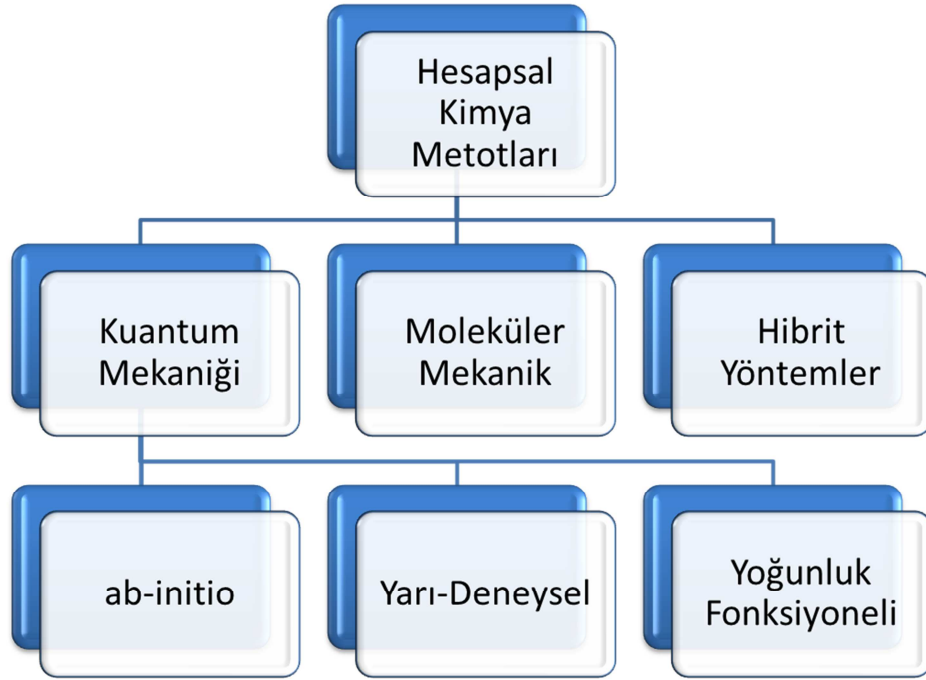 Hesapsal
Kimya
Metotları
Kuantum
Mekaniği
Moleküler
Mekanik
Hibrit
Yöntemler
ab-initio
Yarı-Deneysel
Yoğunluk
Fonksiyoneli